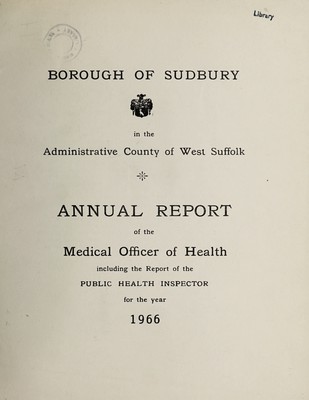 Library
BOROUGH OF SUDBURY
in the
Administrative County of West Suffolk
ANNUAL REPORT
of the
Medical Officer of Health
including the Report of the
PUBLIC HEALTH INSPECTOR
for the year
1966